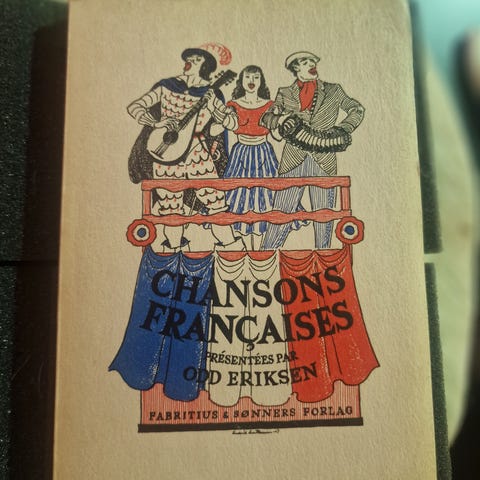 CHANSONS
FRANÇAISES
PRÉSENTÉES PAR
ODD ERIKSEN
FABRITIUS & SØNNERS FORLAG